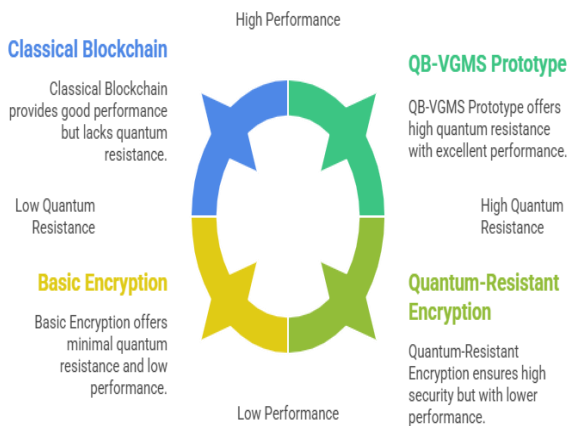 High Performance
Classical Blockchain
Classical Blockchain
provides good performance
but lacks quantum
resistance.
QB-VGMS Prototype
QB-VGMS Prototype offers
high quantum resistance
with excellent performance.
Low Quantum
Resistance
High Quantum
Resistance
Basic Encryption
Basic Encryption offers
minimal quantum
resistance and low
performance.
Quantum-Resistant
Encryption
Quantum-Resistant
Encryption ensures high
security but with lower
performance.
Low Performance